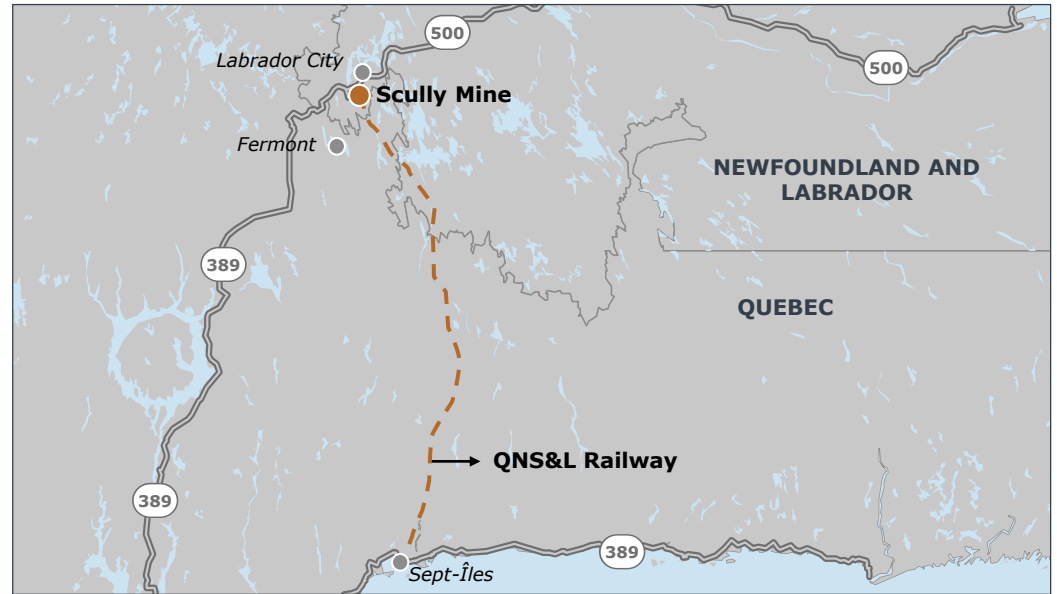 500
Labrador City
500
Scully Mine
Fermont
NEWFOUNDLAND AND
LABRADOR
389
QUEBEC
QNS&L Railway
389
389
Sept-Îles